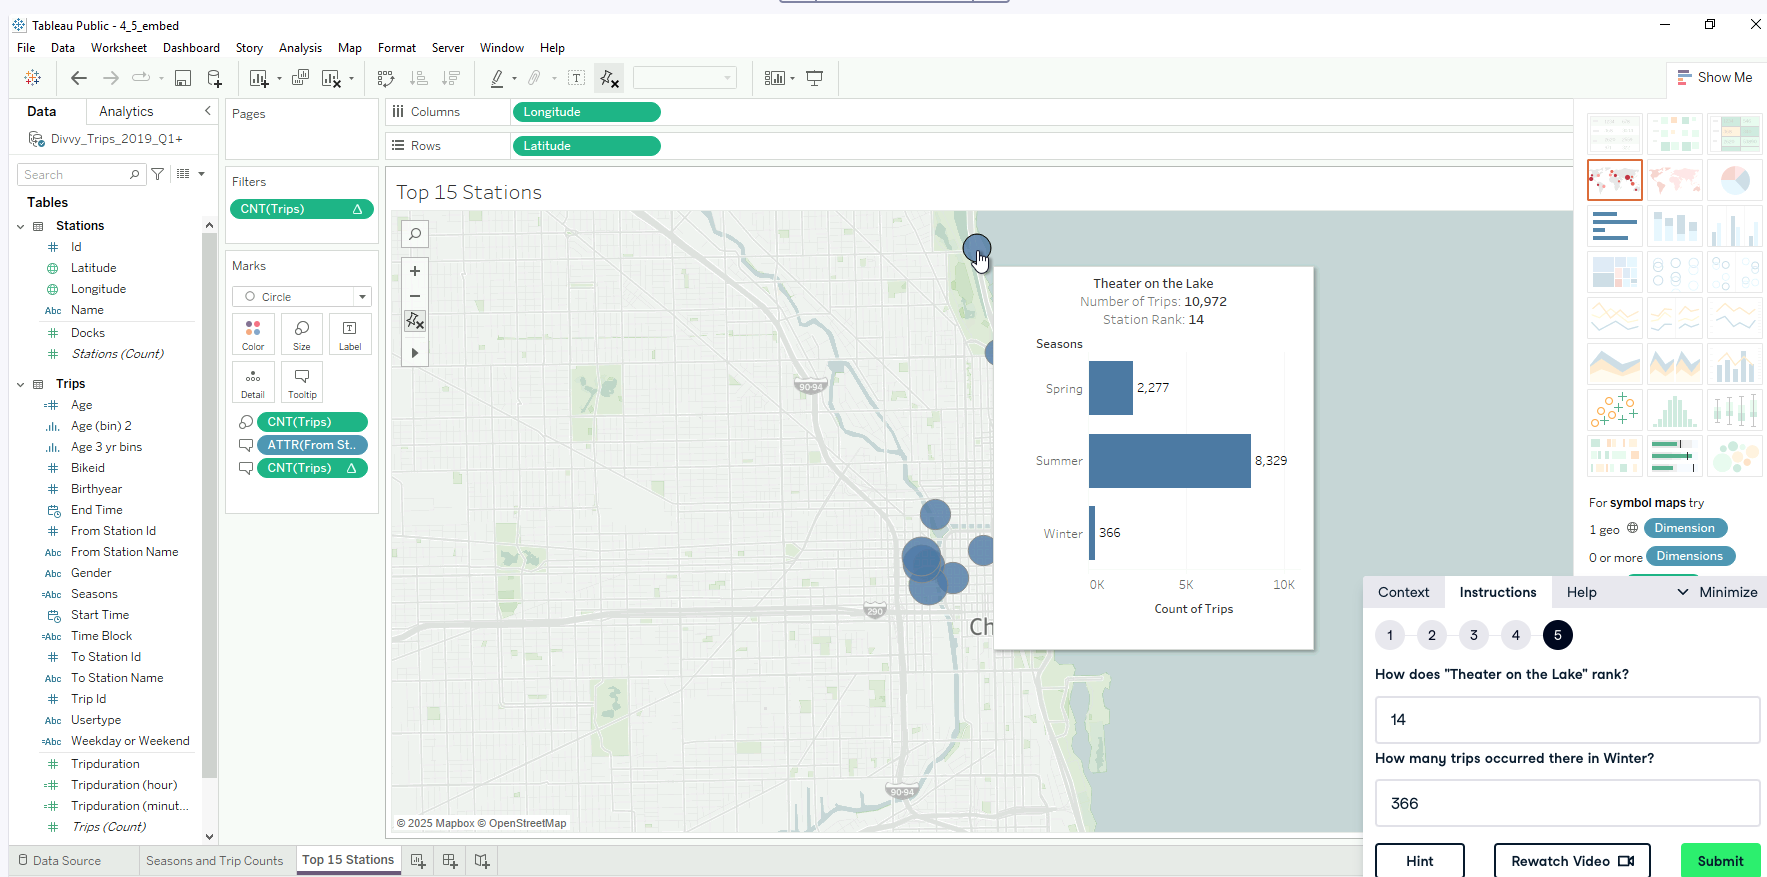 Tableau Public - 4_5_embed
File Data Worksheet Dashboard Story Analysis Map Format Server Window Help
Show Me
Data Analytics
Divvy_Trips_2019_Q1+
Search
Tables
Stations
Id
Latitude
Longitude
Abc Name
Docks
Stations (Count)
Trips
Age
Age (bin) 2
Age 3 yr bins
Bikeid
Birthyear
End Time
From Station Id
Abc From Station Name
Abc Gender
=Abc Seasons
Start Time
=Abc Time Block
To Station Id
Abc To Station Name
Trip Id
Abc Usertype
=Abc Weekday or Weekend
Tripduration
Tripduration (hour)
Tripduration (minut...
Trips (Count)
Pages
Filters
CNT(Trips) Δ
Marks
Circle
Color Size Label
Detail Tooltip
CNT(Trips)
ATTR(From St..
CNT(Trips) Δ
Columns Longitude
Rows Latitude
Top 15 Stations
90-94
290
90-94
Ch
© 2025 Mapbox © OpenStreetMap
Theater on the Lake
Number of Trips: 10,972
Station Rank: 14
Seasons
Spring 2,277
Summer 8,329
Winter 366
0K 5K 10K
Count of Trips
For symbol maps try
1 geo Dimension
0 or more Dimensions
Context Instructions Help Minimize
1 2 3 4 5
How does "Theater on the Lake" rank?
14
How many trips occurred there in Winter?
366
Hint Rewatch Video Submit
Data Source Seasons and Trip Counts Top 15 Stations